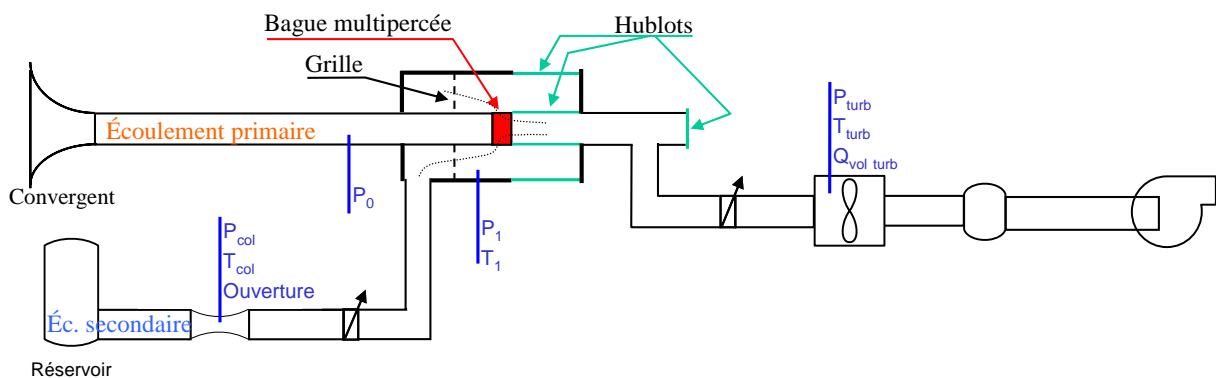 Bague multipercée
Hublots
Grille
Écoulement primaire
Convergent
P0
P1
T1
Pturb
Tturb
Qvol turb
Pcol
Tcol
Ouverture
Éc. secondaire
Réservoir